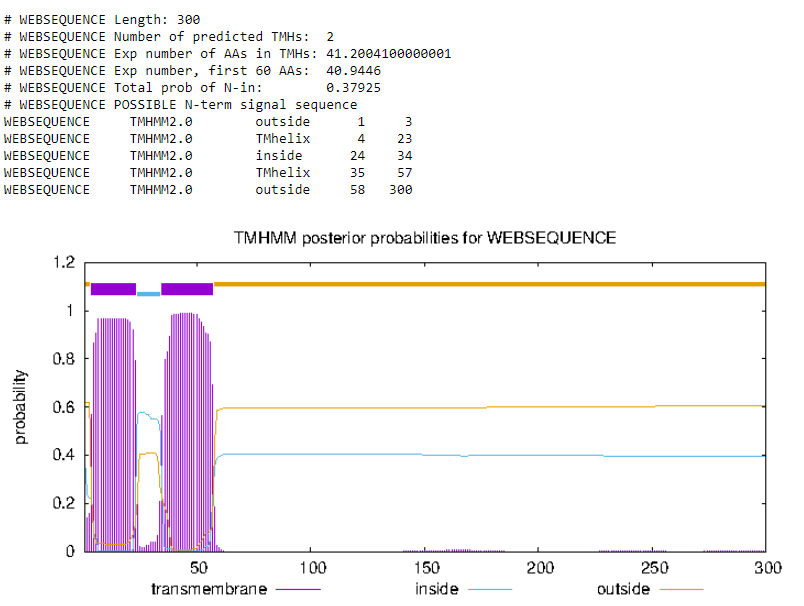 # WEBSEQUENCE Length: 300
# WEBSEQUENCE Number of predicted TMHs:  2
# WEBSEQUENCE Exp number of AAs in TMHs: 41.2004100000001
# WEBSEQUENCE Exp number, first 60 AAs:  40.9446
# WEBSEQUENCE Total prob of N-in:        0.37925
# WEBSEQUENCE POSSIBLE N-term signal sequence
WEBSEQUENCE TMHMM2.0 outside 1 3
WEBSEQUENCE TMHMM2.0 TMhelix 4 23
WEBSEQUENCE TMHMM2.0 inside 24 34
WEBSEQUENCE TMHMM2.0 TMhelix 35 57
WEBSEQUENCE TMHMM2.0 outside 58 300
TMHMM posterior probabilities for WEBSEQUENCE
1.2
1
0.8
0.6
0.4
0.2
0
probability
50 100 150 200 250 300
transmembrane inside outside